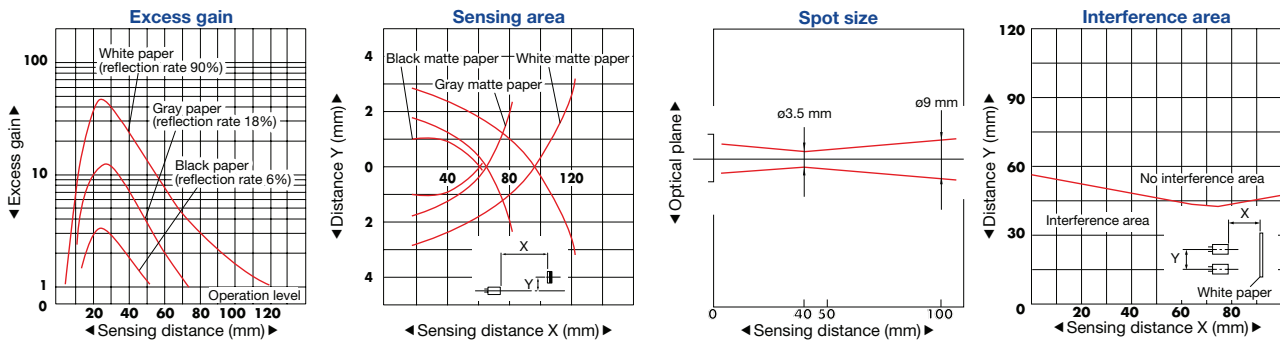 Excess gain
100
White paper
(reflection rate 90%)
Gray paper
(reflection rate 18%)
10
Black paper
(reflection rate 6%)
1
Operation level
0
20 40 60 80 100 120
◄Excess gain►
◄Sensing distance (mm)►
Sensing area
4
Black matte paper
White matte paper
Gray matte paper
2
0
40 80 120
2
X
Y
4
◄Distance Y (mm)►
◄Sensing distance X (mm)►
Spot size
ø3.5 mm
ø9 mm
◄Optical plane►
0 40 50 100
◄Sensing distance (mm)►
Interference area
120
90
60
No interference area
Interference area
X
30
Y
White paper
0
0 20 40 60 80
◄Distance Y (mm)►
◄Sensing distance X (mm)►